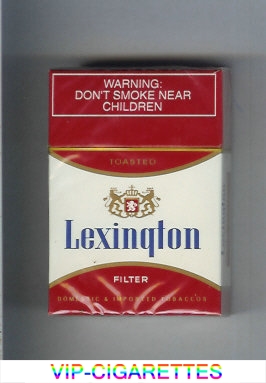 WARNING:
DON'T SMOKE NEAR
CHILDREN
TOASTED
Lexington
FILTER
DOMESTIC & IMPORTED TOBACCOS
VIP-CIGARETTES